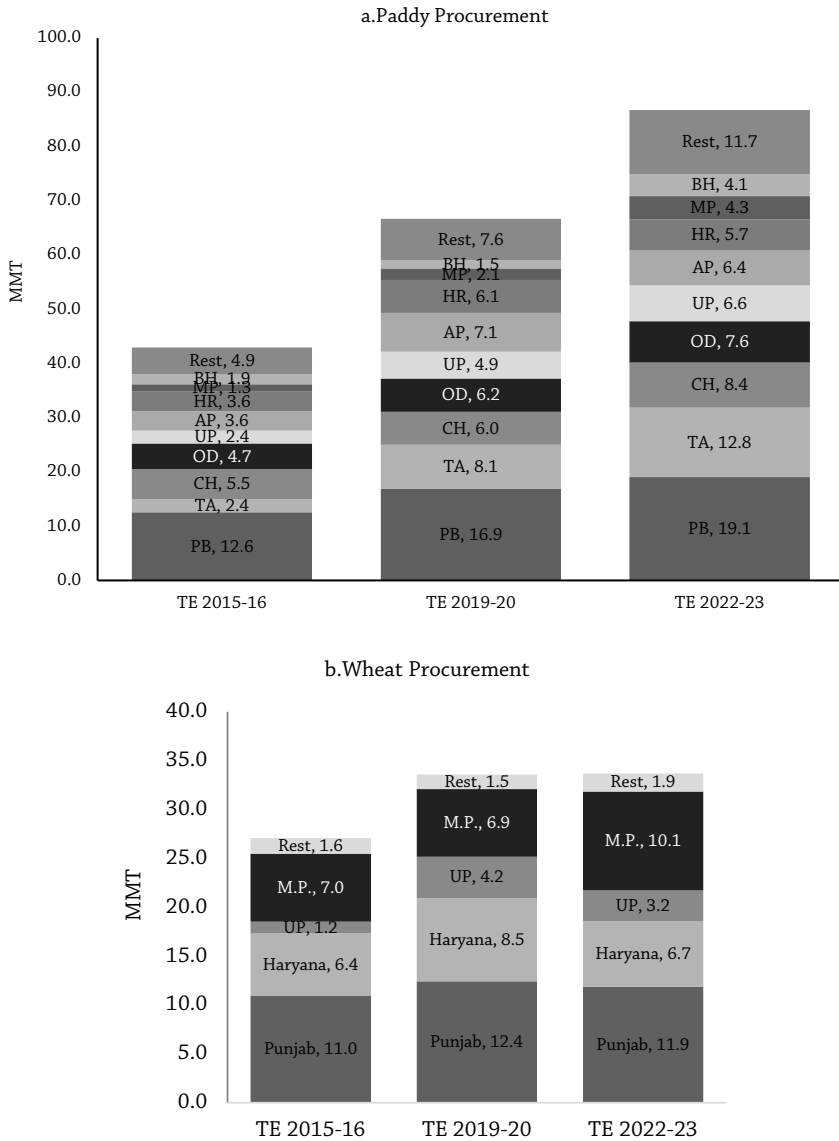 a.Paddy Procurement
100.0
90.0
80.0
70.0
60.0
50.0
40.0
30.0
20.0
10.0
0.0
MMT
Rest, 4.9
BH, 1.9
MP, 1.3
HR, 3.6
AP, 3.6
UP, 2.4
OD, 4.7
CH, 5.5
TA, 2.4
PB, 12.6
Rest, 7.6
BH, 1.5
MP, 2.1
HR, 6.1
AP, 7.1
UP, 4.9
OD, 6.2
CH, 6.0
TA, 8.1
PB, 16.9
Rest, 11.7
BH, 4.1
MP, 4.3
HR, 5.7
AP, 6.4
UP, 6.6
OD, 7.6
CH, 8.4
TA, 12.8
PB, 19.1
TE 2015-16 TE 2019-20 TE 2022-23
b.Wheat Procurement
40.0
35.0
30.0
25.0
20.0
15.0
10.0
5.0
0.0
MMT
Rest, 1.6
M.P., 7.0
UP, 1.2
Haryana, 6.4
Punjab, 11.0
Rest, 1.5
M.P., 6.9
UP, 4.2
Haryana, 8.5
Punjab, 12.4
Rest, 1.9
M.P., 10.1
UP, 3.2
Haryana, 6.7
Punjab, 11.9
TE 2015-16 TE 2019-20 TE 2022-23